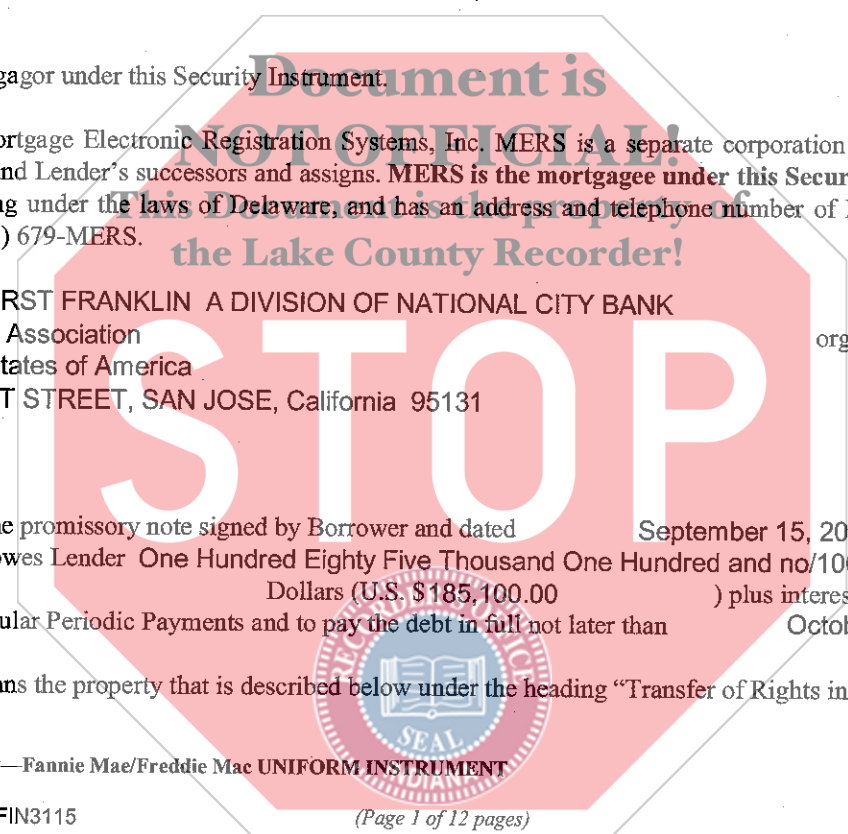 gagor under this Security Instrument.
Document is
NOT OFFICIAL!
This Document is the property of
the Lake County Recorder!
ortgage Electronic Registration Systems, Inc. MERS is a separate corporation
nd Lender's successors and assigns. MERS is the mortgagee under this Secur
ng under the laws of Delaware, and has an address and telephone number of
) 679-MERS.
RST FRANKLIN A DIVISION OF NATIONAL CITY BANK
Association
org
tates of America
T STREET, SAN JOSE, California 95131
STOP
e promissory note signed by Borrower and dated September 15, 20
wes Lender One Hundred Eighty Five Thousand One Hundred and no/10
Dollars (U.S. $185,100.00 ) plus interes
ular Periodic Payments and to pay the debt in full not later than Octob
ns the property that is described below under the heading “Transfer of Rights in
RECORDER'S OFFICE
SEAL
INDIANA
—Fannie Mae/Freddie Mac UNIFORM INSTRUMENT
FIN3115
(Page 1 of 12 pages)